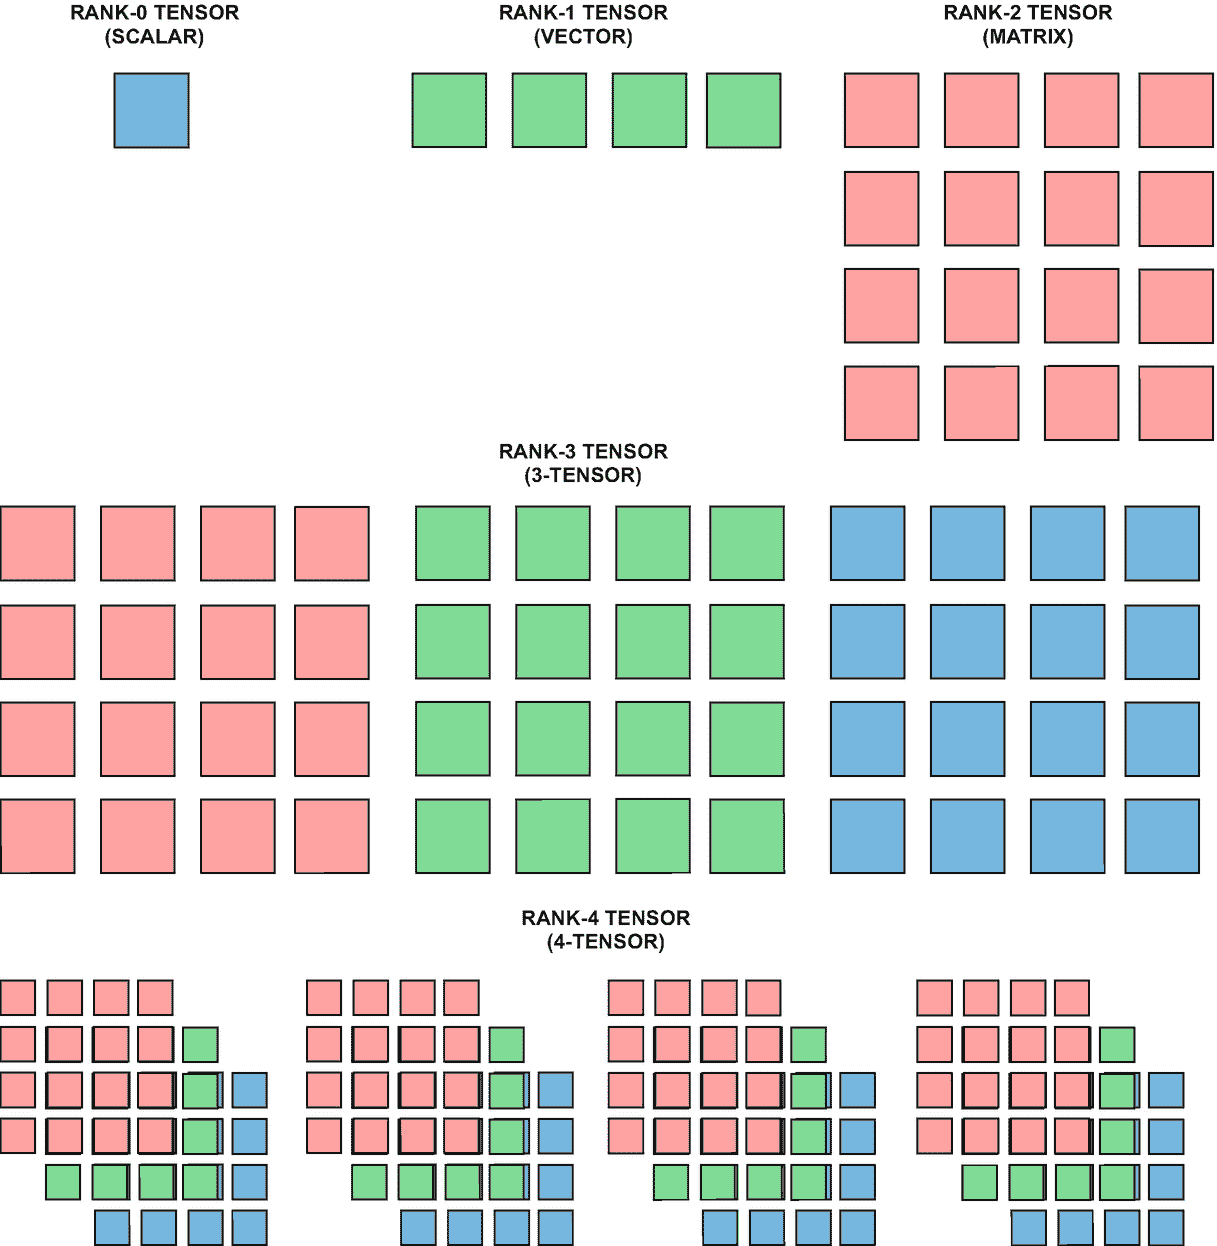 RANK-0 TENSOR
(SCALAR)
RANK-1 TENSOR
(VECTOR)
RANK-2 TENSOR
(MATRIX)
RANK-3 TENSOR
(3-TENSOR)
RANK-4 TENSOR
(4-TENSOR)